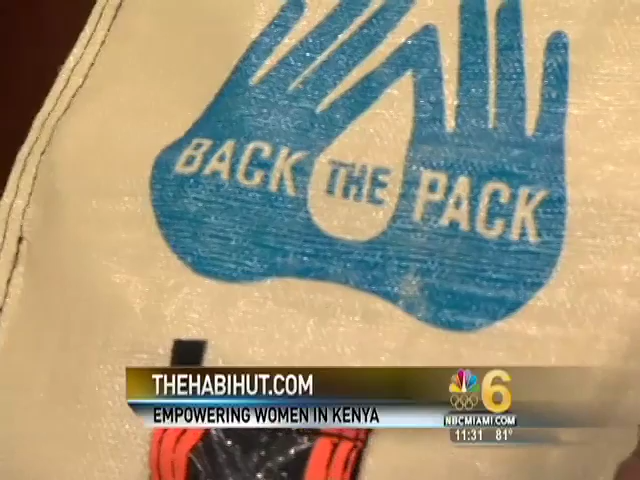 BACK THE PACK
THEHABIHUT.COM
EMPOWERING WOMEN IN KENYA
6
NBCMIAMI.COM
11:31 81°